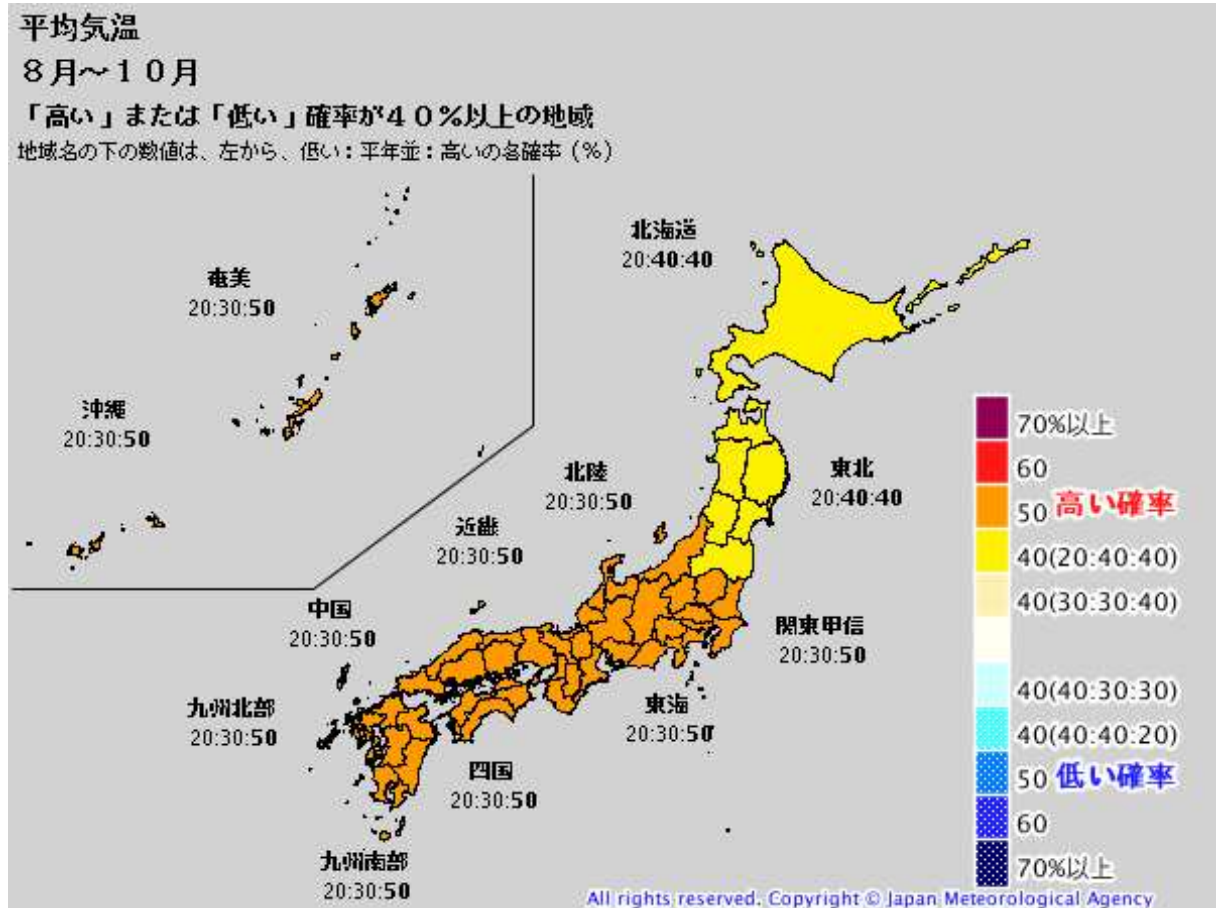 平均気温
８月～１０月
「高い」または「低い」確率が４０％以上の地域
地域名の下の数値は、左から、低い：平年並：高いの各確率（％）
北海道
20:40:40
奄美
20:30:50
沖縄
20:30:50
北陸
20:30:50
東北
20:40:40
近畿
20:30:50
中国
20:30:50
関東甲信
20:30:50
九州北部
20:30:50
東海
20:30:50
四国
20:30:50
九州南部
20:30:50
70%以上
60
50 高い確率
40(20:40:40)
40(30:30:40)
40(40:30:30)
40(40:40:20)
50 低い確率
60
70%以上
All rights reserved. Copyright © Japan Meteorological Agency